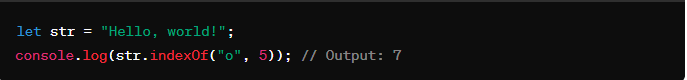 let str = "Hello, world!";
console.log(str.indexOf("o", 5)); // Output: 7